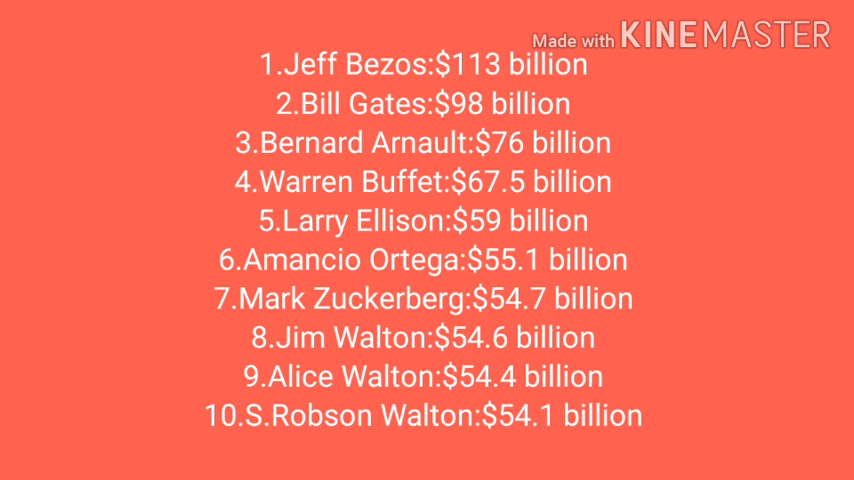 Made with KINEMASTER
1.Jeff Bezos:$113 billion
2.Bill Gates:$98 billion
3.Bernard Arnault:$76 billion
4.Warren Buffet:$67.5 billion
5.Larry Ellison:$59 billion
6.Amancio Ortega:$55.1 billion
7.Mark Zuckerberg:$54.7 billion
8.Jim Walton:$54.6 billion
9.Alice Walton:$54.4 billion
10.S.Robson Walton:$54.1 billion